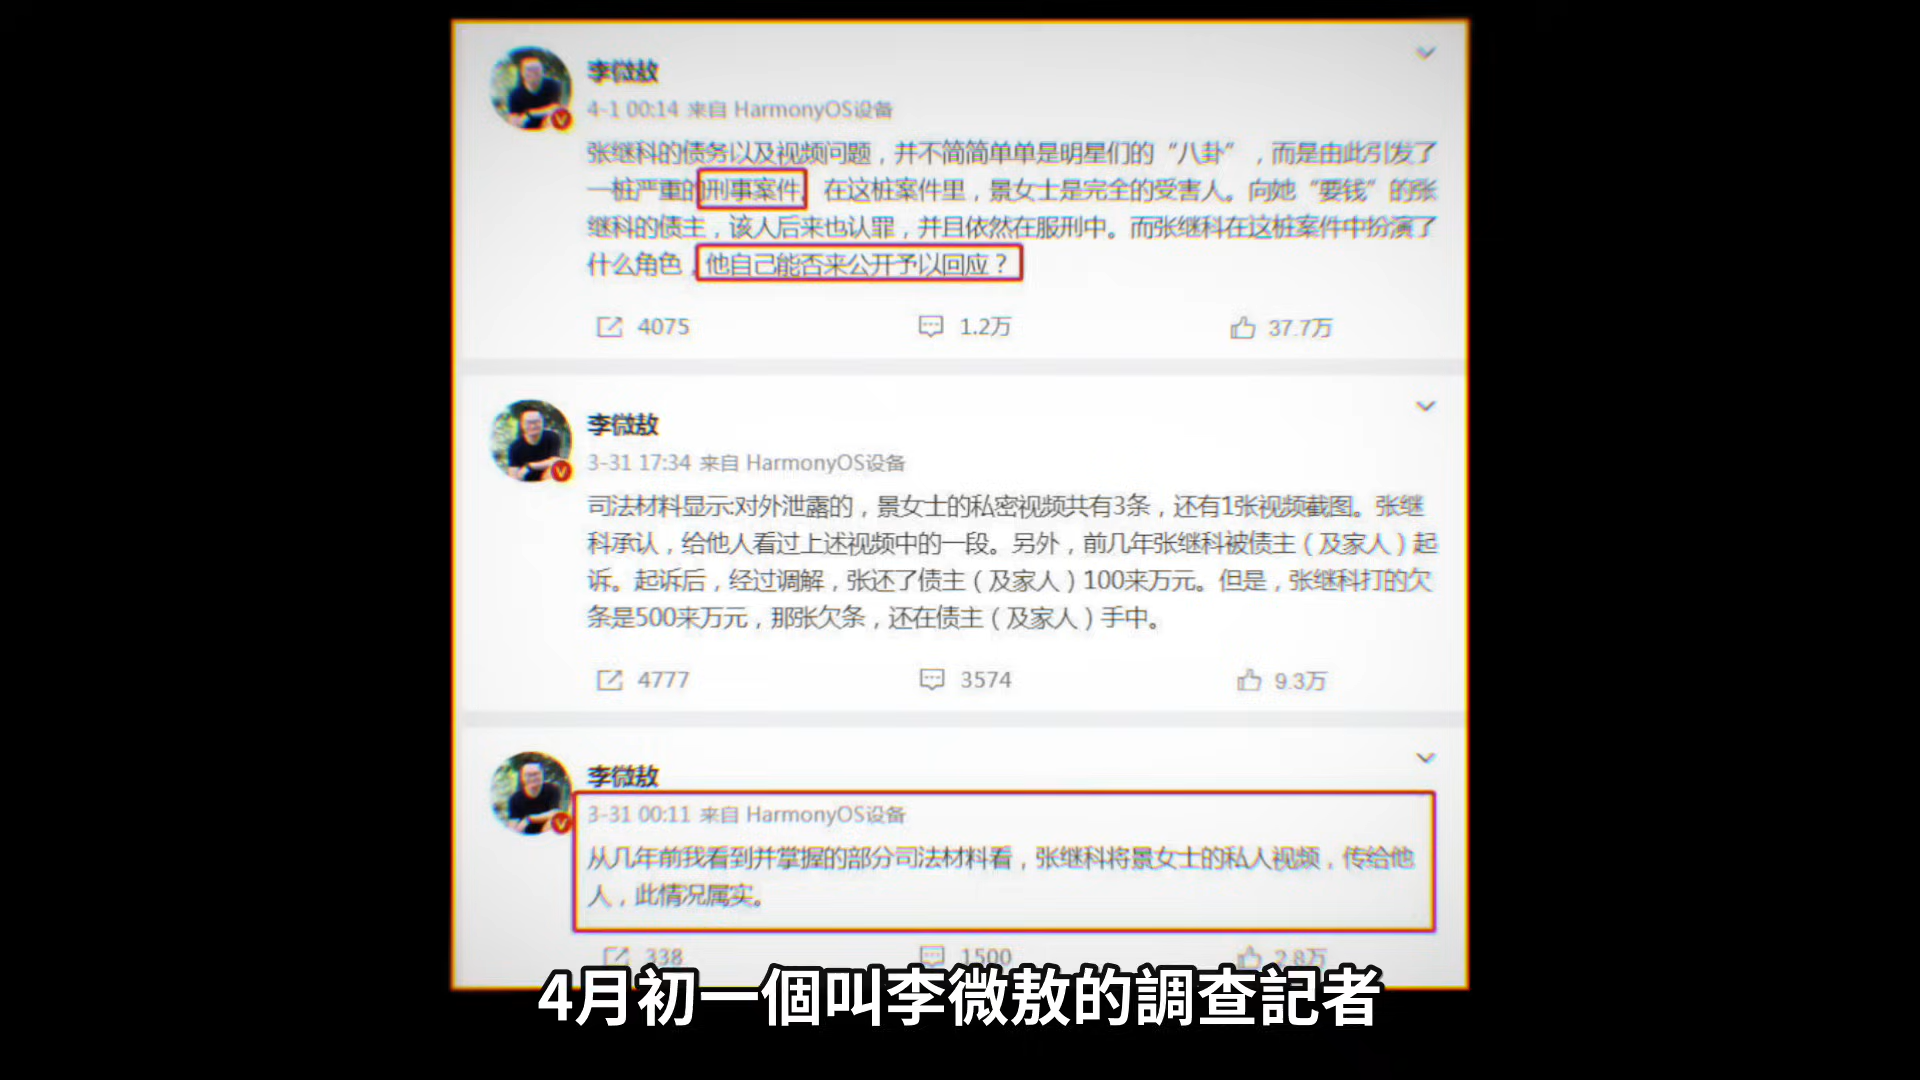 李微敖
4-1 00:14 来自 HarmonyOS设备
张继科的债务以及视频问题，并不简简单单是明星们的“八卦”，而是由此引发了
一桩严重的刑事案件。在这桩案件里，景女士是完全的受害人。向她“要钱”的张
继科的债主，该人后来也认罪，并且依然在服刑中。而张继科在这桩案件中扮演了
什么角色，他自己能否来公开予以回应？
4075 1.2万 37.7万
李微敖
3-31 17:34 来自 HarmonyOS设备
司法材料显示:对外泄露的，景女士的私密视频共有3条，还有1张视频截图。张继
科承认，给他人看过上述视频中的一段。另外，前几年张继科被债主（及家人）起
诉。起诉后，经过调解，张还了债主（及家人）100来万元。但是，张继科打的欠
条是500来万元，那张欠条，还在债主（及家人）手中。
4777 3574 9.3万
李微敖
3-31 00:11 来自 HarmonyOS设备
从几年前我看到并掌握的部分司法材料看，张继科将景女士的私人视频，传给他
人，此情况属实。
338 1500 2.8万
4月初一個叫李微敖的調查記者